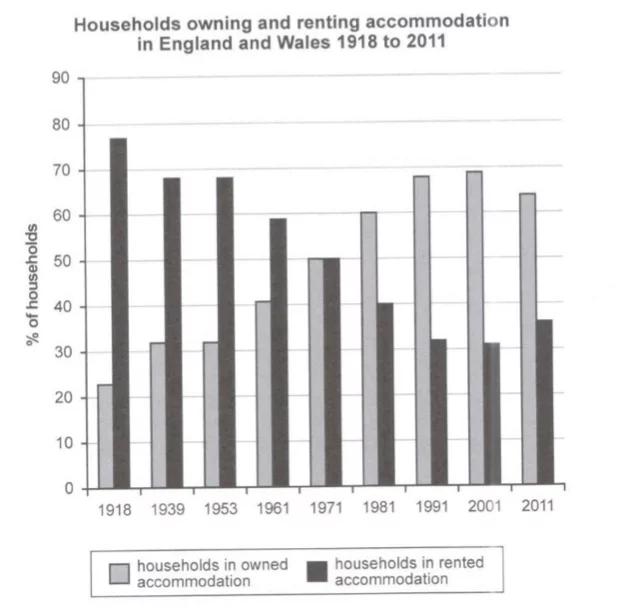 Households owning and renting accommodation
in England and Wales 1918 to 2011
90
80
70
60
50
40
30
20
10
0
% of households
1918 1939 1953 1961 1971 1981 1991 2001 2011
households in owned
accommodation
households in rented
accommodation